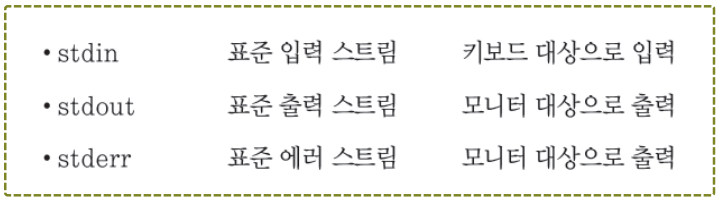 • stdin 표준 입력 스트림 키보드 대상으로 입력
• stdout 표준 출력 스트림 모니터 대상으로 출력
• stderr 표준 에러 스트림 모니터 대상으로 출력